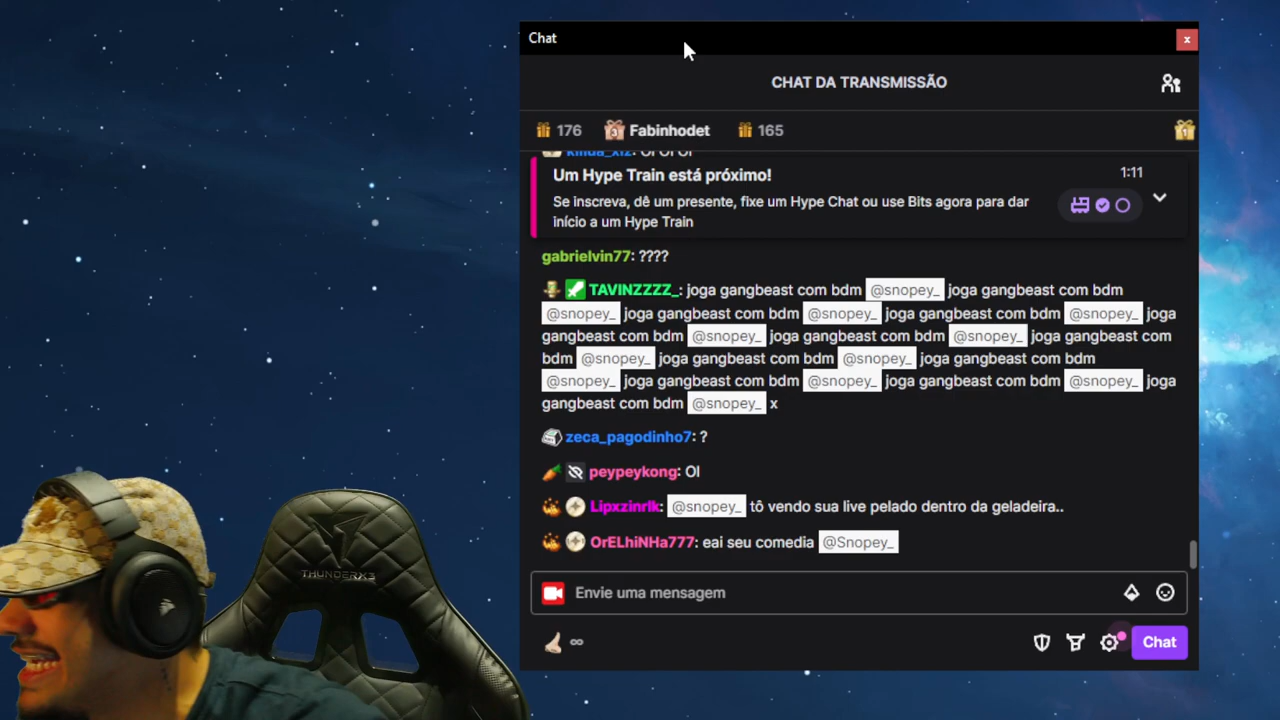 Chat
x
CHAT DA TRANSMISSÃO
176 3 Fabinhodet 165 1
Um Hype Train está próximo! 1:11
Se inscreva, dê um presente, fixe um Hype Chat ou use Bits agora para dar
início a um Hype Train
gabrielvin77: ????
TAVINZZZZ_: joga gangbeast com bdm @snopey_ joga gangbeast com bdm
@snopey_ joga gangbeast com bdm @snopey_ joga gangbeast com bdm @snopey_ joga
gangbeast com bdm @snopey_ joga gangbeast com bdm @snopey_ joga gangbeast com
bdm @snopey_ joga gangbeast com bdm @snopey_ joga gangbeast com bdm
@snopey_ joga gangbeast com bdm @snopey_ joga gangbeast com bdm @snopey_ joga
gangbeast com bdm @snopey_ x
zeca_pagodinho7: ?
peypeykong: OI
Lipxzinrlk: @snopey_ tô vendo sua live pelado dentro da geladeira..
OrELhiNHa777: eai seu comedia @Snopey_
Envie uma mensagem
∞
Chat
THUNDERX3